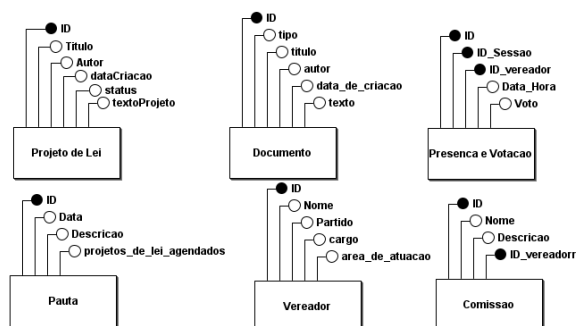 ID
Titulo
Autor
dataCriacao
status
textoProjeto
Projeto de Lei
ID
tipo
titulo
autor
data_de_criacao
texto
Documento
ID
ID_Sessao
ID_vereador
Data_Hora
Voto
Presenca e Votacao
ID
Data
Descricao
projetos_de_lei_agendados
Pauta
ID
Nome
Partido
cargo
area_de_atuacao
Vereador
ID
Nome
Descricao
ID_vereadorr
Comissao